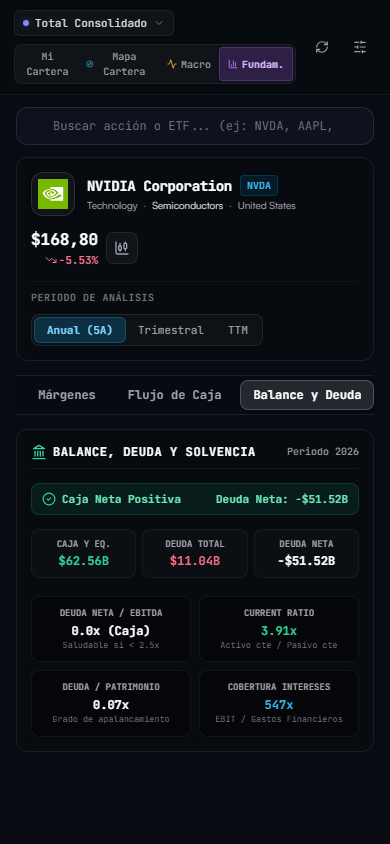 Total Consolidado
Mi Cartera
Mapa Cartera
Macro
Fundam.
Buscar acción o ETF... (ej: NVDA, AAPL,
NVIDIA Corporation NVDA
Technology · Semiconductors · United States
$168,80
-5.53%
PERIODO DE ANÁLISIS
Anual (5A) Trimestral TTM
Márgenes Flujo de Caja Balance y Deuda
BALANCE, DEUDA Y SOLVENCIA Periodo 2026
Caja Neta Positiva Deuda Neta: -$51.52B
CAJA Y EQ. DEUDA TOTAL DEUDA NETA
$62.56B $11.04B -$51.52B
DEUDA NETA / EBITDA CURRENT RATIO
0.0x (Caja) 3.91x
Saludable si < 2.5x Activo cte / Pasivo cte
DEUDA / PATRIMONIO COBERTURA INTERESES
0.07x 547x
Grado de apalancamiento EBIT / Gastos Financieros